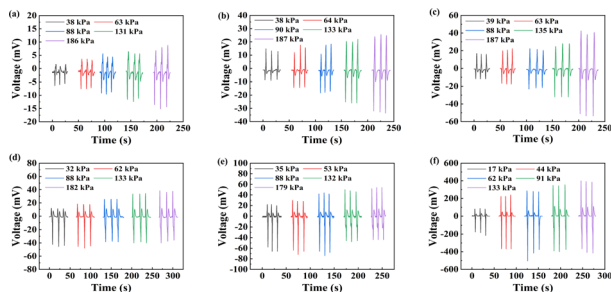 (a)
38 kPa 63 kPa
88 kPa 131 kPa
186 kPa
Voltage (mV)
20
15
10
5
0
-5
-10
-15
-20
0 50 100 150 200 250
Time (s)
(b)
38 kPa 64 kPa
90 kPa 133 kPa
187 kPa
Voltage (mV)
40
30
20
10
0
-10
-20
-30
-40
0 50 100 150 200 250
Time (s)
(c)
39 kPa 63 kPa
88 kPa 135 kPa
187 kPa
Voltage (mV)
60
40
20
0
-20
-40
-60
0 50 100 150 200 250
Time (s)
(d)
32 kPa 62 kPa
88 kPa 133 kPa
182 kPa
Voltage (mV)
80
60
40
20
0
-20
-40
-60
-80
0 50 100 150 200 250 300
Time (s)
(e)
35 kPa 53 kPa
88 kPa 132 kPa
179 kPa
Voltage (mV)
100
80
60
40
20
0
-20
-40
-60
-80
-100
0 50 100 150 200 250
Time (s)
(f)
17 kPa 44 kPa
62 kPa 91 kPa
133 kPa
Voltage (mV)
600
400
200
0
-200
-400
-600
0 50 100 150 200 250 300
Time (s)